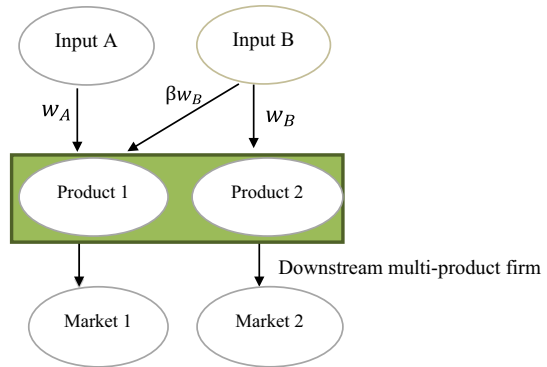 Input A
Input B
w_A
βw_B
w_B
Product 1
Product 2
Downstream multi-product firm
Market 1
Market 2